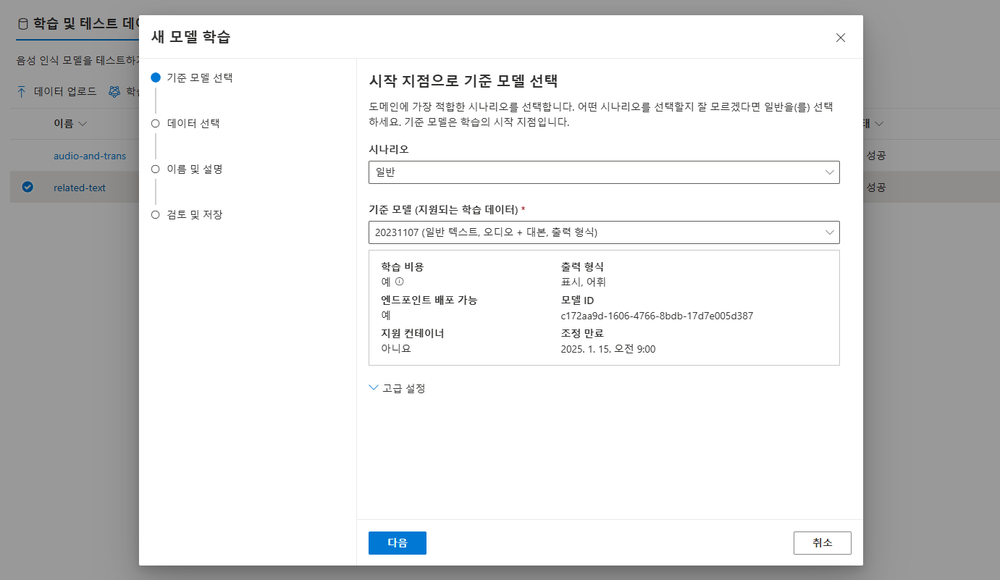 학습 및 테스트
새 모델 학습
음성 인식 모델을 테스트하
데이터 업로드
이름
태
audio-and-trans
성공
related-text
성공
기준 모델 선택
데이터 선택
이름 및 설명
검토 및 저장
시작 지점으로 기준 모델 선택
도메인에 가장 적합한 시나리오를 선택합니다. 어떤 시나리오를 선택할지 잘 모르겠다면 일반을(를) 선택
하세요. 기준 모델은 학습의 시작 지점입니다.
시나리오
일반
기준 모델 (지원되는 학습 데이터) *
20231107 (일반 텍스트, 오디오 + 대본, 출력 형식)
학습 비용
예
출력 형식
표시, 어휘
엔드포인트 배포 가능
예
모델 ID
c172aa9d-1606-4766-8bdb-17d7e005d387
지원 컨테이너
아니요
조정 만료
2025. 1. 15. 오전 9:00
고급 설정
다음
취소